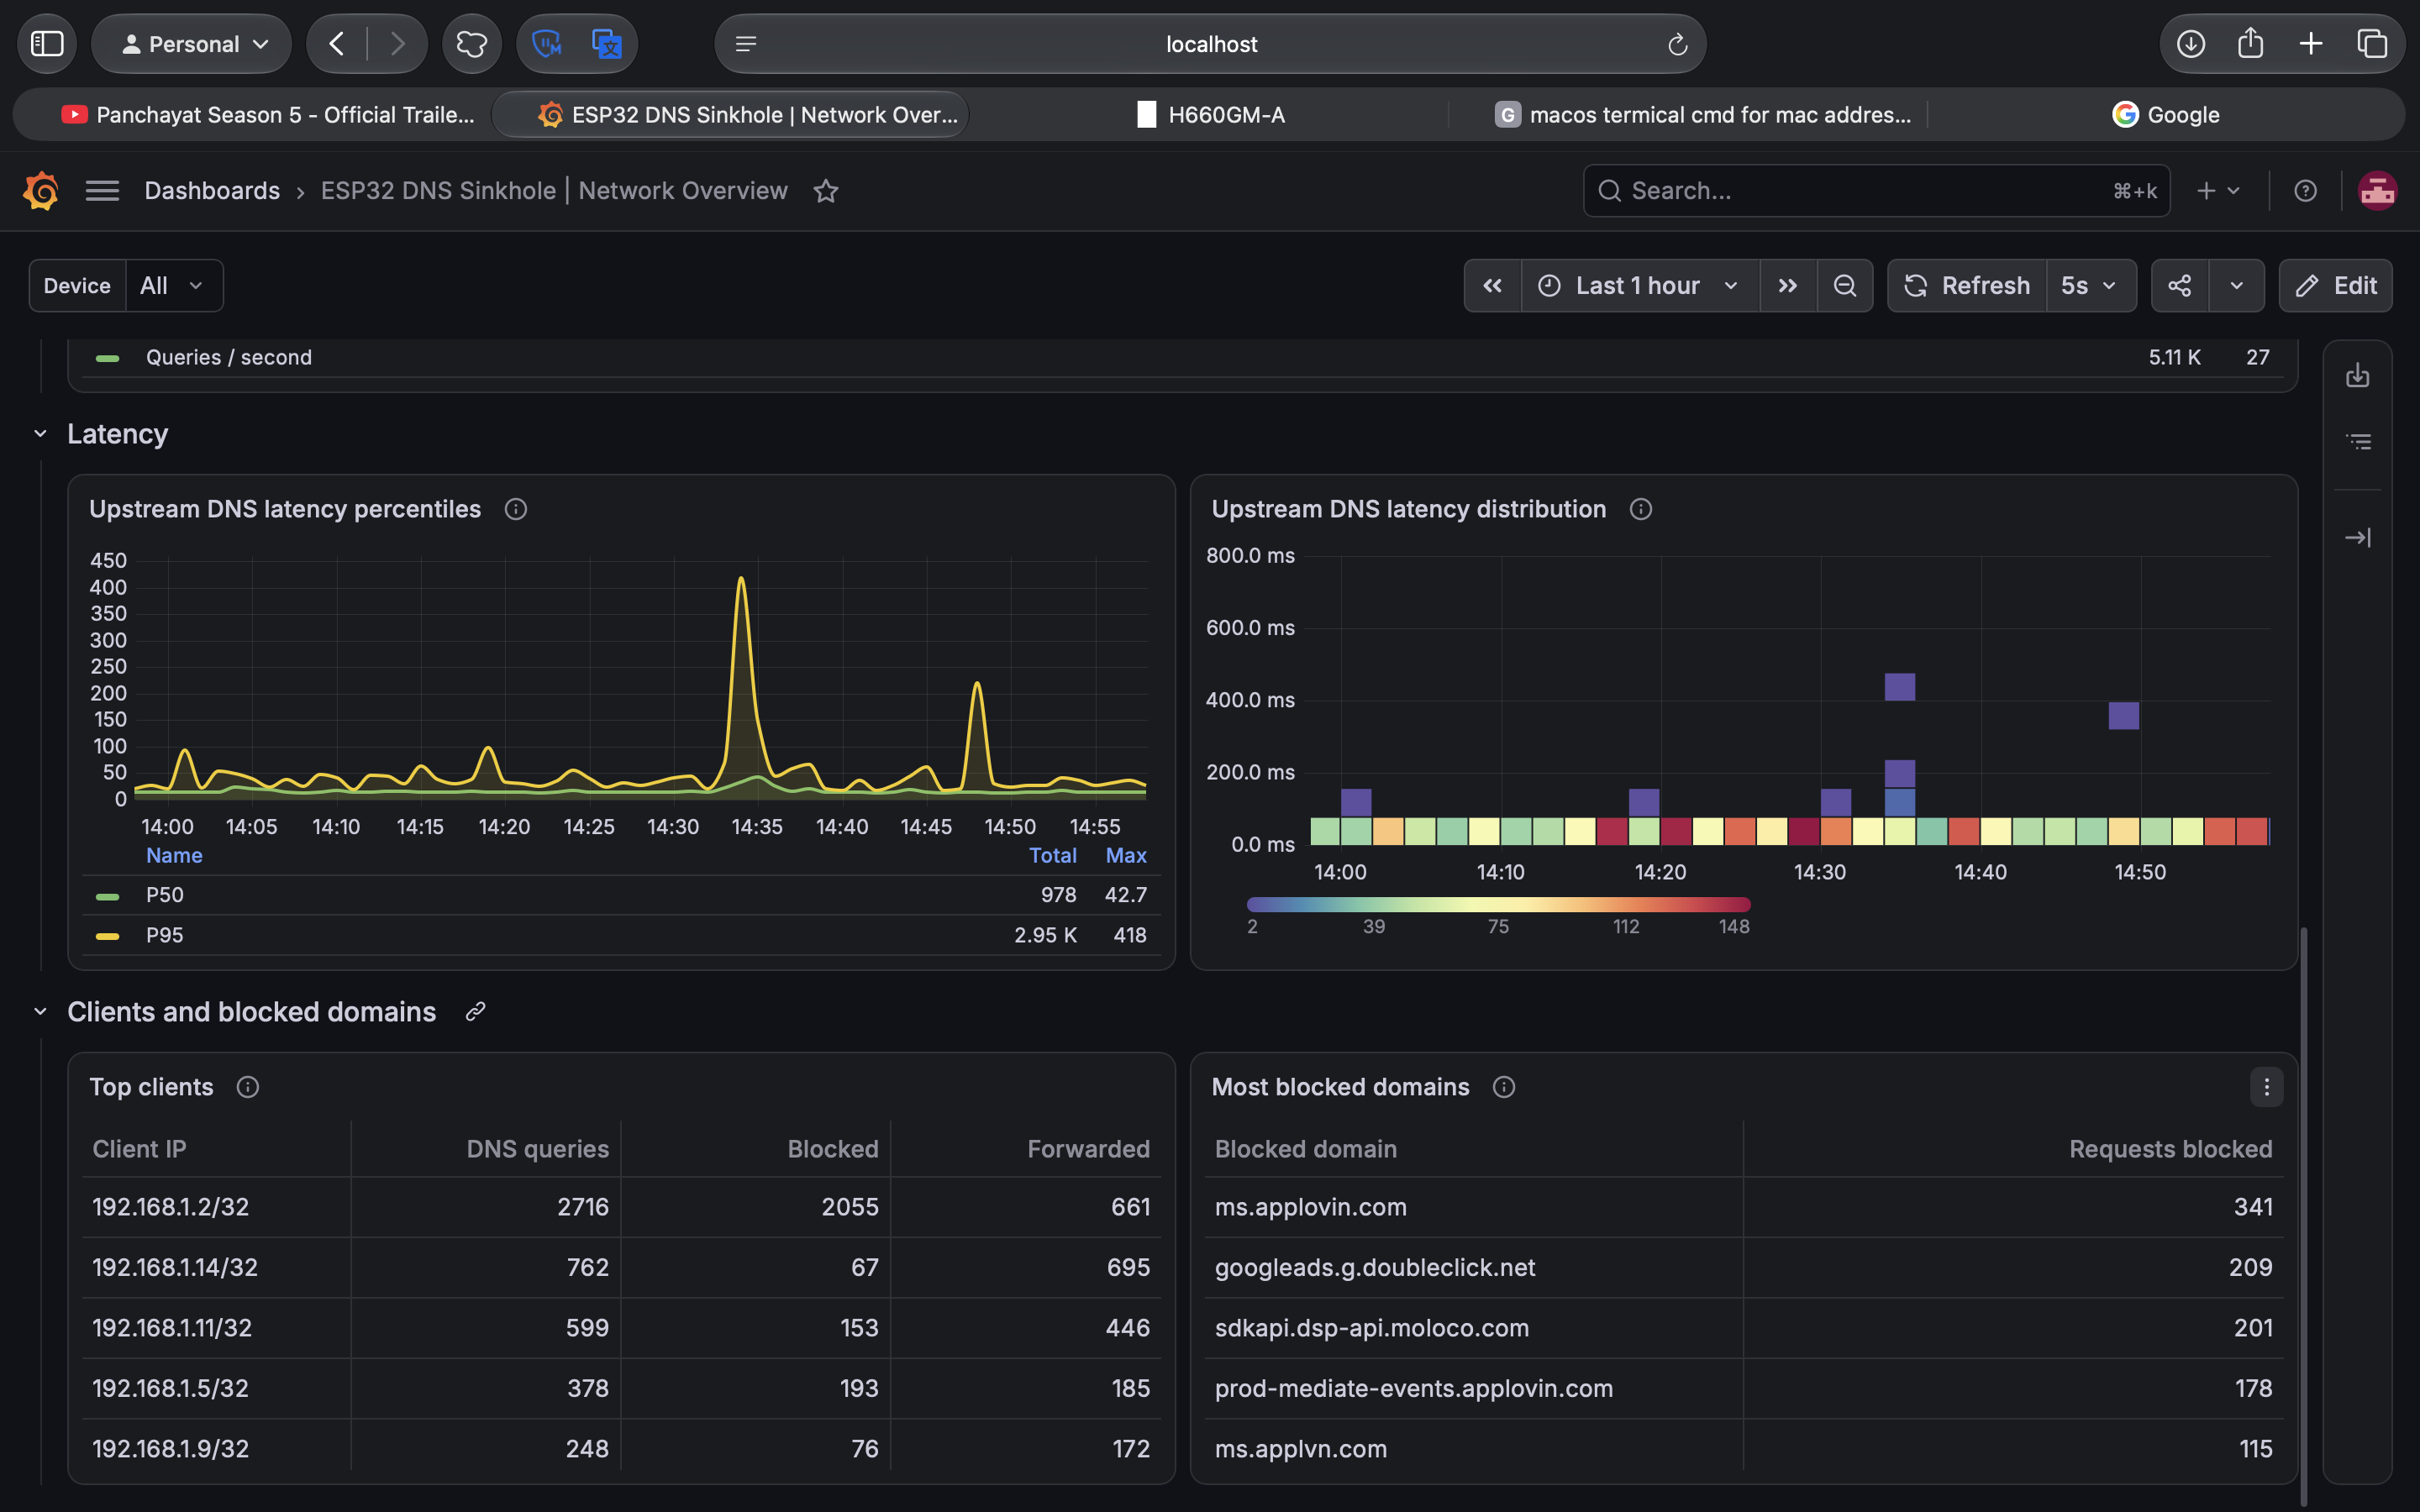 Personal
localhost
Panchayat Season 5 - Official Traile...
ESP32 DNS Sinkhole | Network Over...
H660GM-A
G macos termical cmd for mac addres...
Google
Dashboards › ESP32 DNS Sinkhole | Network Overview
Search...
⌘+k
Device All
Last 1 hour
Refresh 5s
Edit
Queries / second 5.11 K 27
Latency
Upstream DNS latency percentiles
450
400
350
300
250
200
150
100
50
0
14:00 14:05 14:10 14:15 14:20 14:25 14:30 14:35 14:40 14:45 14:50 14:55
Name Total Max
P50 978 42.7
P95 2.95 K 418
Upstream DNS latency distribution
800.0 ms
600.0 ms
400.0 ms
200.0 ms
0.0 ms
14:00 14:10 14:20 14:30 14:40 14:50
2 39 75 112 148
Clients and blocked domains
Top clients
Client IP DNS queries Blocked Forwarded
192.168.1.2/32 2716 2055 661
192.168.1.14/32 762 67 695
192.168.1.11/32 599 153 446
192.168.1.5/32 378 193 185
192.168.1.9/32 248 76 172
Most blocked domains
Blocked domain Requests blocked
ms.applovin.com 341
googleads.g.doubleclick.net 209
sdkapi.dsp-api.moloco.com 201
prod-mediate-events.applovin.com 178
ms.applvn.com 115